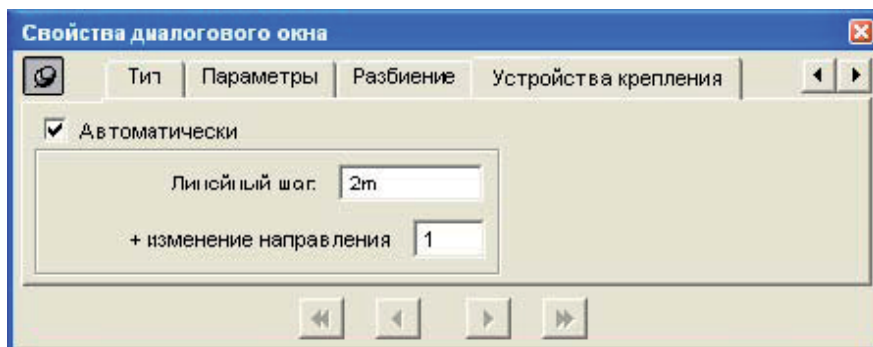 Свойства диалогового окна
Тип Параметры Разбиение Устройства крепления
Автоматически
Линейный шаг: 2m
+ изменение направления 1